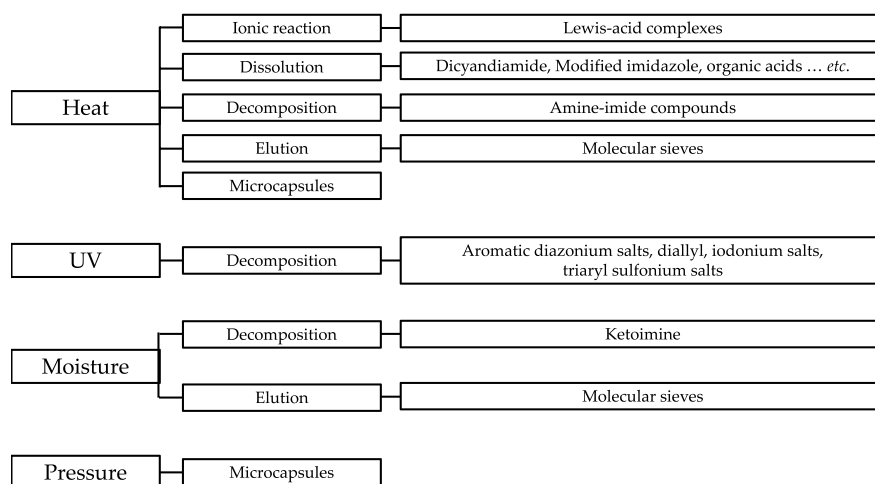 Ionic reaction
Lewis-acid complexes
Dissolution
Dicyandiamide, Modified imidazole, organic acids … etc.
Heat
Decomposition
Amine-imide compounds
Elution
Molecular sieves
Microcapsules
UV
Decomposition
Aromatic diazonium salts, diallyl, iodonium salts,
triaryl sulfonium salts
Decomposition
Ketoimine
Moisture
Elution
Molecular sieves
Pressure
Microcapsules